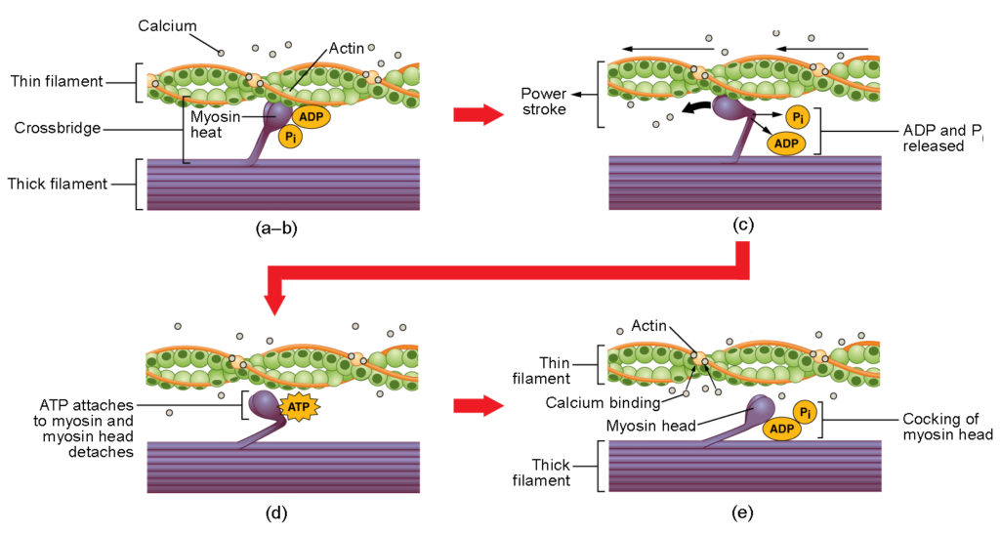 Calcium
Actin
Thin filament
Crossbridge
Myosin
heat
ADP
Pi
Thick filament
(a–b)
Power
stroke
Pi
ADP
ADP and Pi
released
(c)
ATP attaches
to myosin and
myosin head
detaches
ATP
(d)
Actin
Thin
filament
Calcium binding
Myosin head
Pi
ADP
Cocking of
myosin head
Thick
filament
(e)